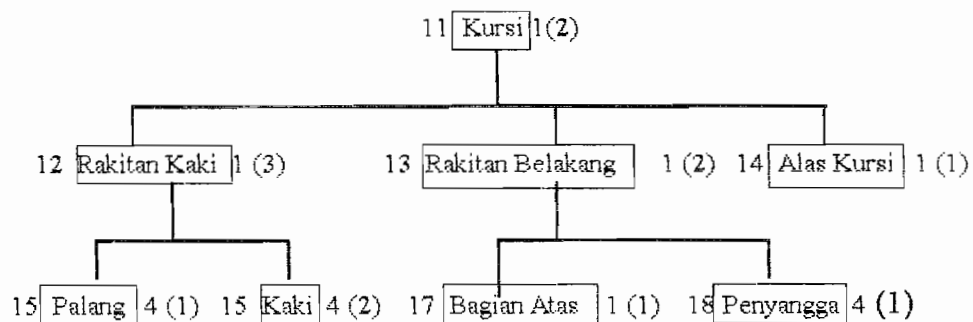 11 Kursi 1(2)
12 Rakitan Kaki 1 (3) 13 Rakitan Belakang 1 (2) 14 Alas Kursi 1 (1)
15 Palang 4 (1) 15 Kaki 4 (2) 17 Bagian Atas 1 (1) 18 Penyangga 4 (1)